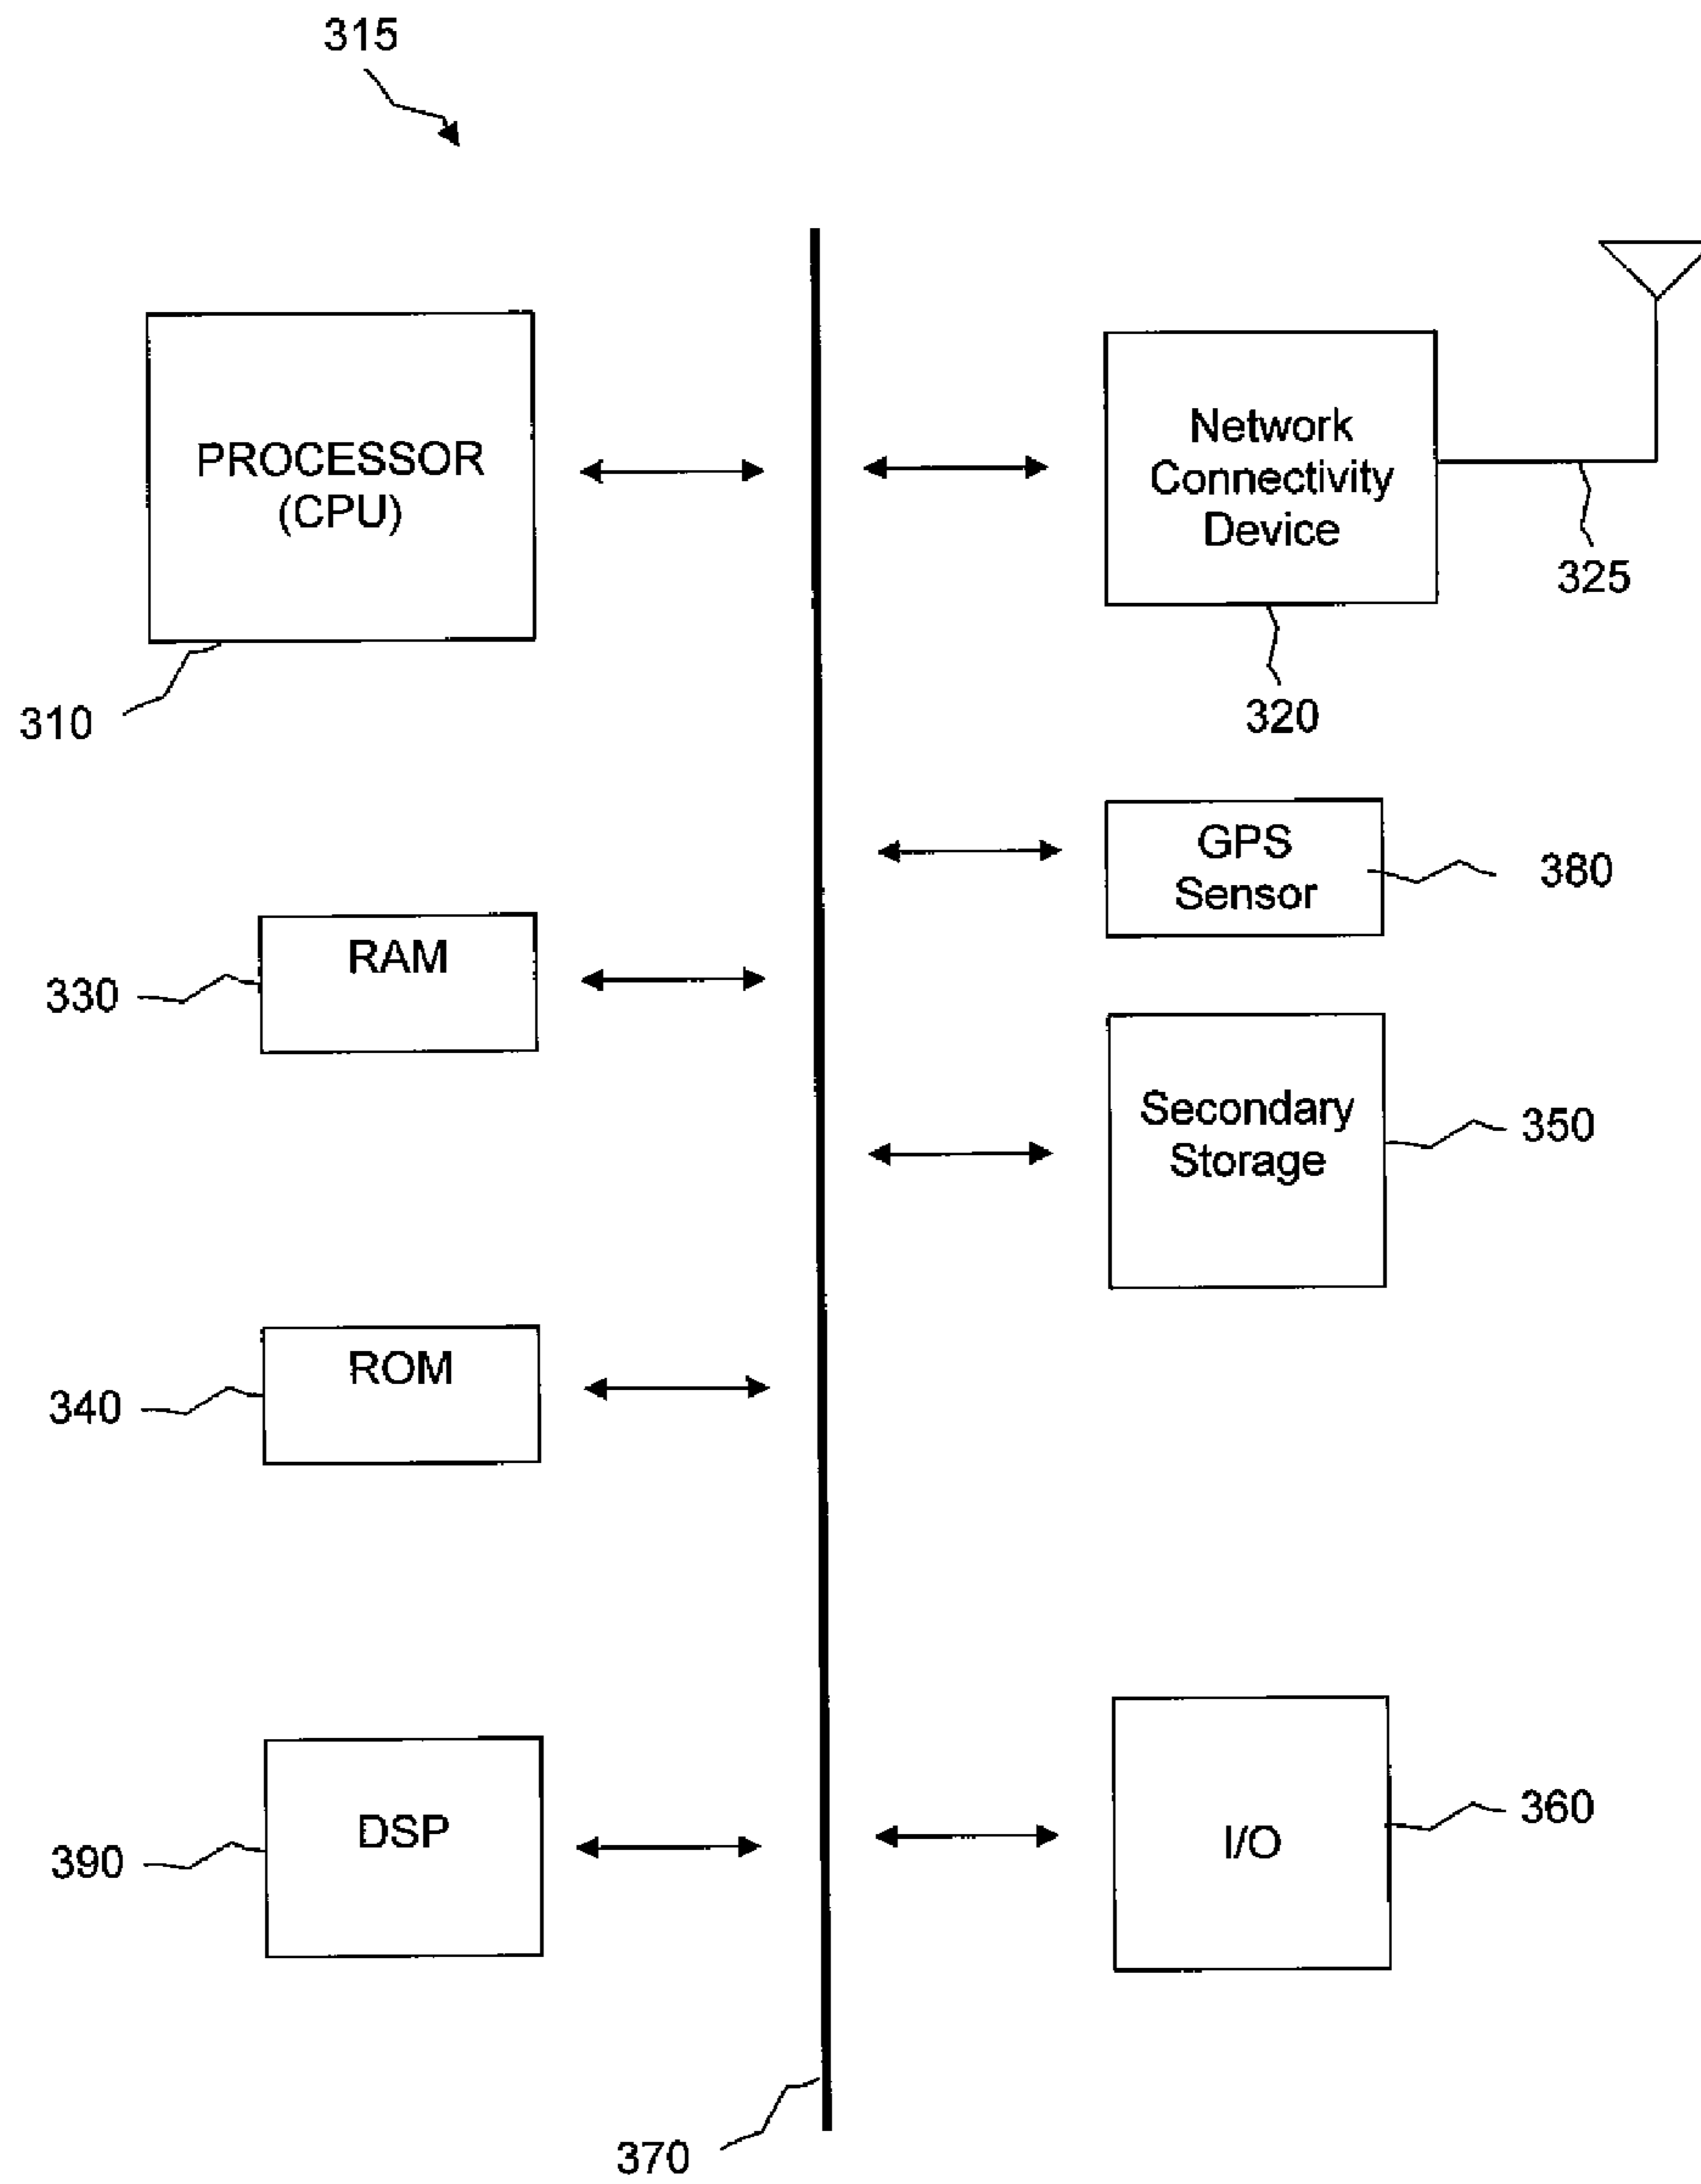 315
PROCESSOR
(CPU)
310
Network
Connectivity
Device
325
320
GPS
Sensor
380
RAM
330
Secondary
Storage
350
ROM
340
DSP
390
I/O
360
370